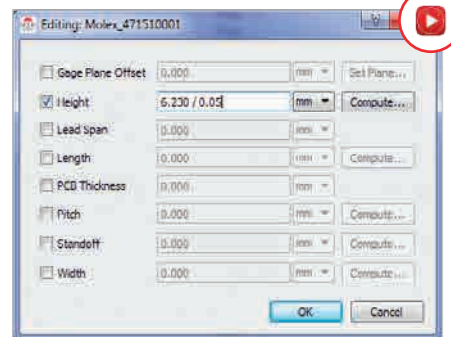 Editing: Molex_471510001
Gage Plane Offset 0.000 mm Set Plane...
Height 6.230 / 0.05 mm Compute...
Lead Span 0.000 mm
Length 0.000 mm Compute...
PCB Thickness 0.000 mm
Pitch 0.000 mm Compute...
Standoff 0.000 mm Compute...
Width 0.000 mm Compute...
OK Cancel